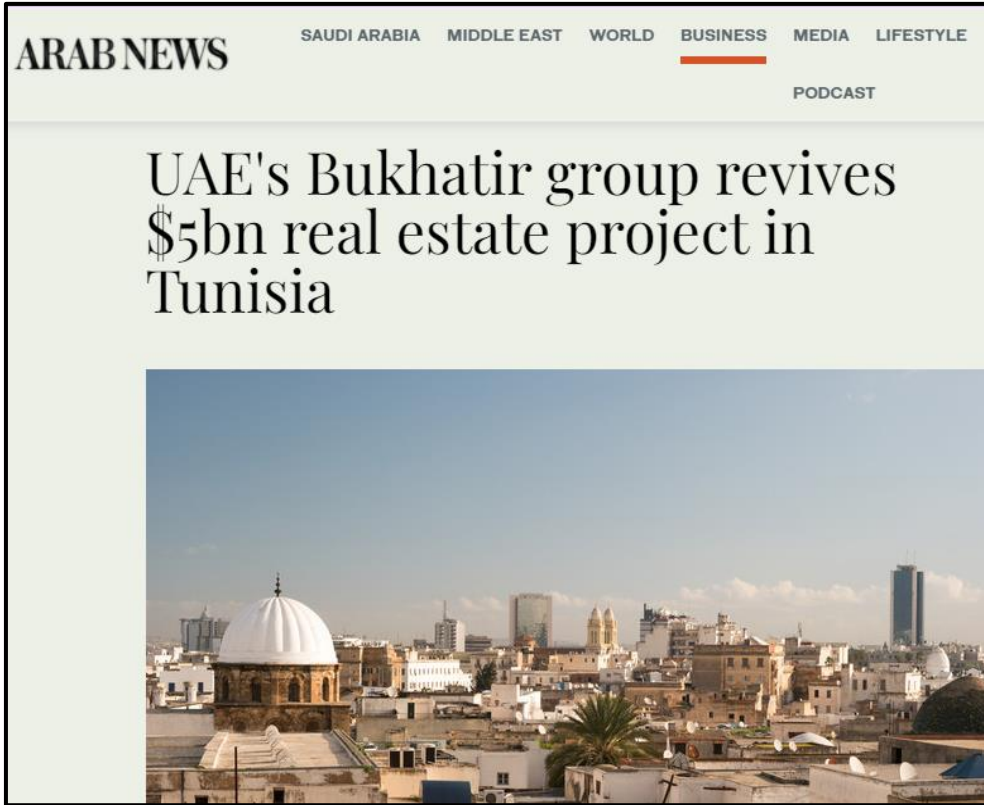 ARAB NEWS
SAUDI ARABIA MIDDLE EAST WORLD BUSINESS MEDIA LIFESTYLE
PODCAST
UAE's Bukhatir group revives
$5bn real estate project in
Tunisia